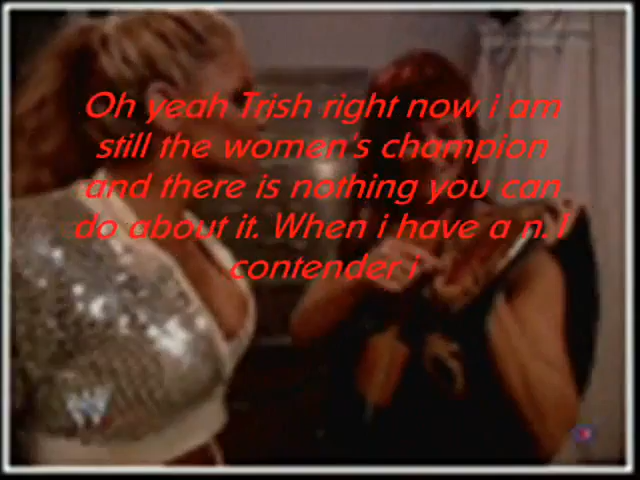 Oh yeah Trish right now i am
still the women's champion
and there is nothing you can
do about it. When i have a n.1
contender i